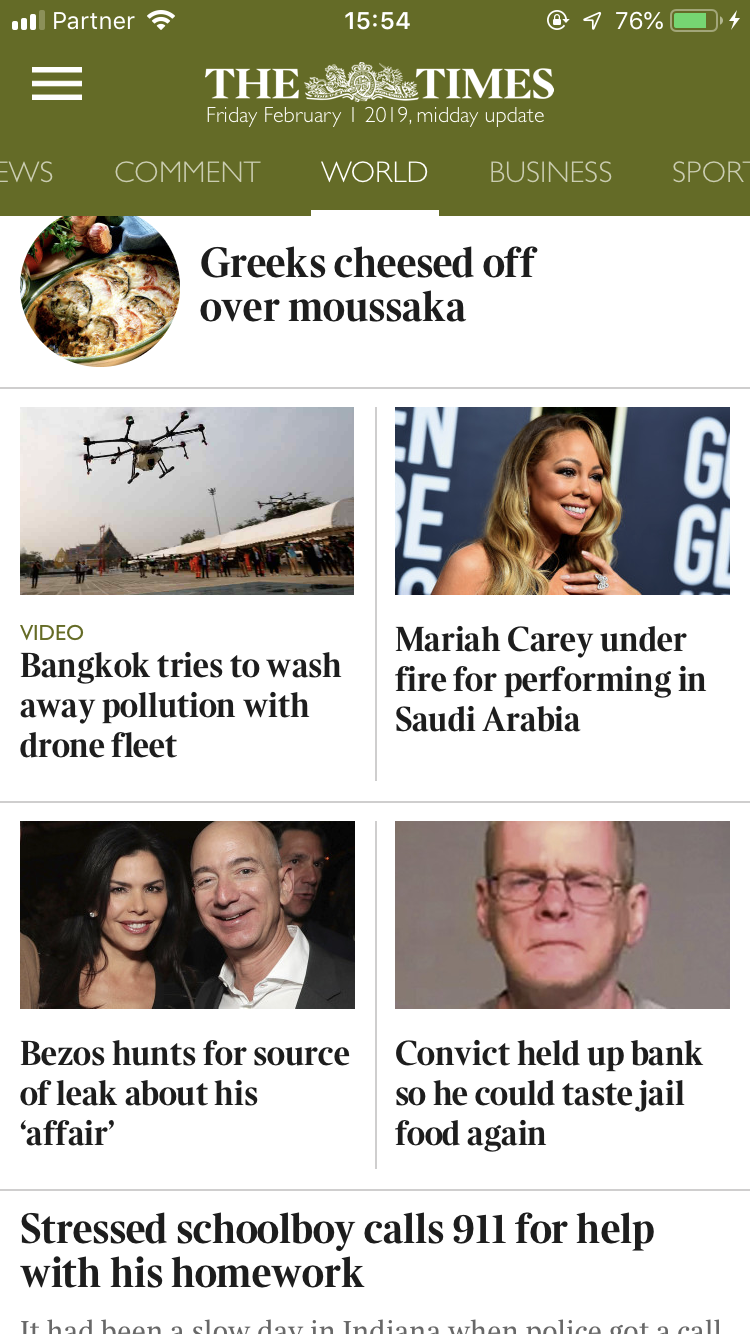 Partner 15:54 76%
THE TIMES
Friday February 1 2019, midday update
EWS COMMENT WORLD BUSINESS SPORT
Greeks cheesed off
over moussaka
VIDEO
Bangkok tries to wash
away pollution with
drone fleet
Mariah Carey under
fire for performing in
Saudi Arabia
Bezos hunts for source
of leak about his
‘affair’
Convict held up bank
so he could taste jail
food again
Stressed schoolboy calls 911 for help
with his homework
It had been a slow day in Indiana when police got a call